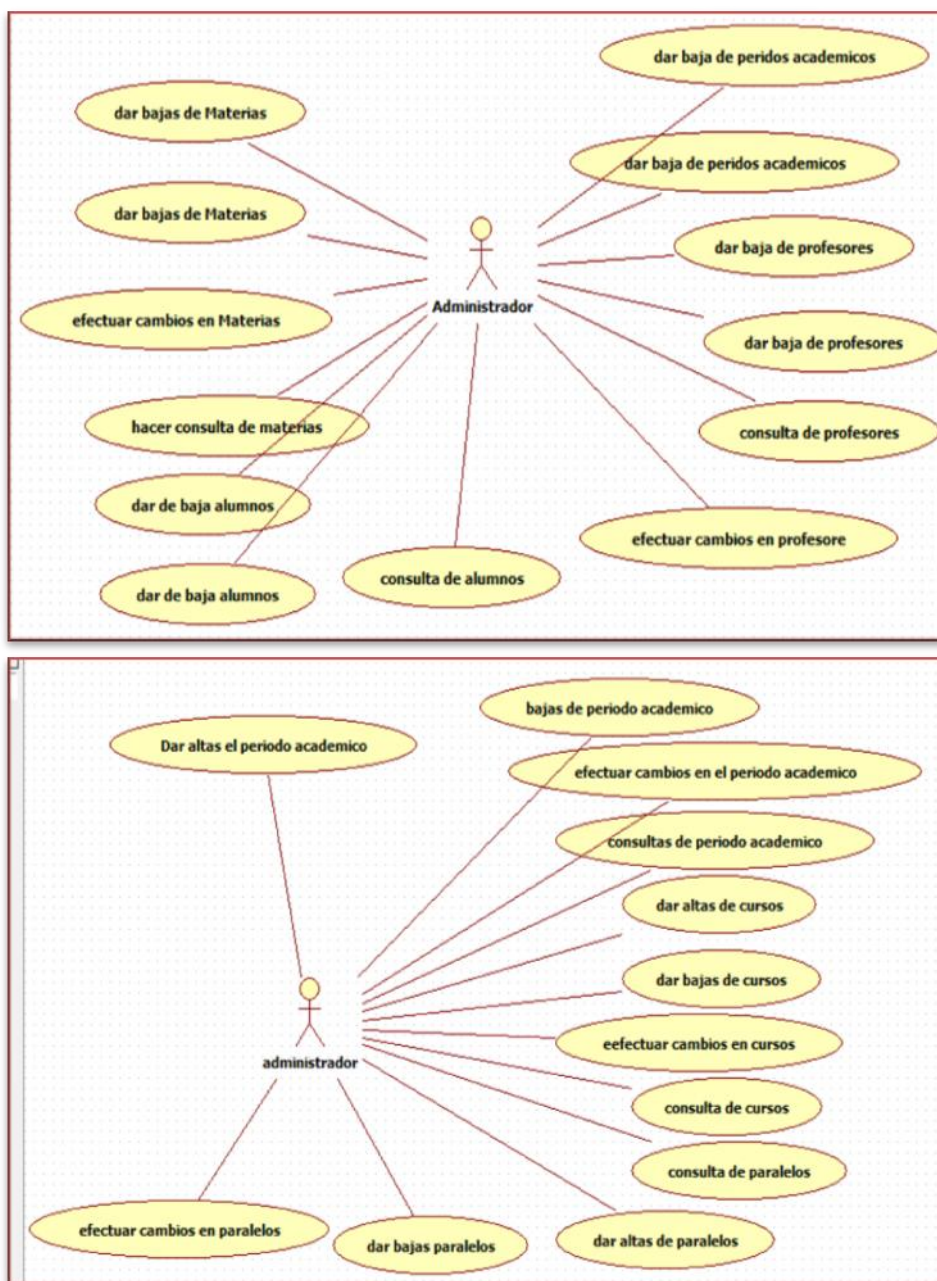 dar baja de peridos academicos
dar bajas de Materias
dar baja de peridos academicos
dar bajas de Materias
dar baja de profesores
Administrador
efectuar cambios en Materias
dar baja de profesores
hacer consulta de materias
consulta de profesores
dar de baja alumnos
efectuar cambios en profesore
consulta de alumnos
dar de baja alumnos
bajas de periodo academico
Dar altas el periodo academico
efectuar cambios en el periodo academico
consultas de periodo academico
dar altas de cursos
dar bajas de cursos
eefectuar cambios en cursos
administrador
consulta de cursos
consulta de paralelos
efectuar cambios en paralelos
dar bajas paralelos
dar altas de paralelos